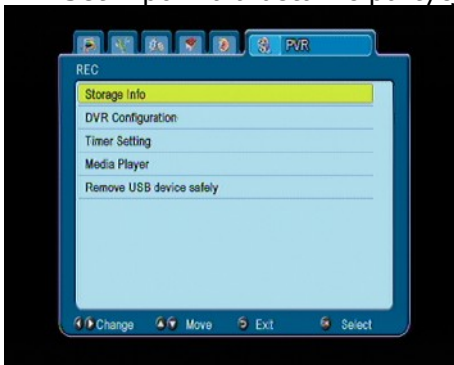 PVR
REC
Storage Info
DVR Configuration
Timer Setting
Media Player
Remove USB device safely
Change Move Exit Select